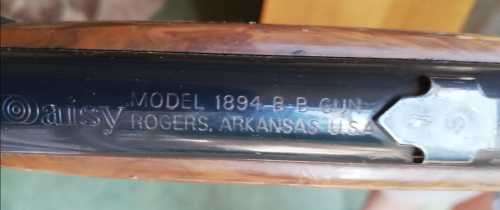 Daisy
MODEL 1894 B-B GUN
ROGERS, ARKANSAS U.S.A